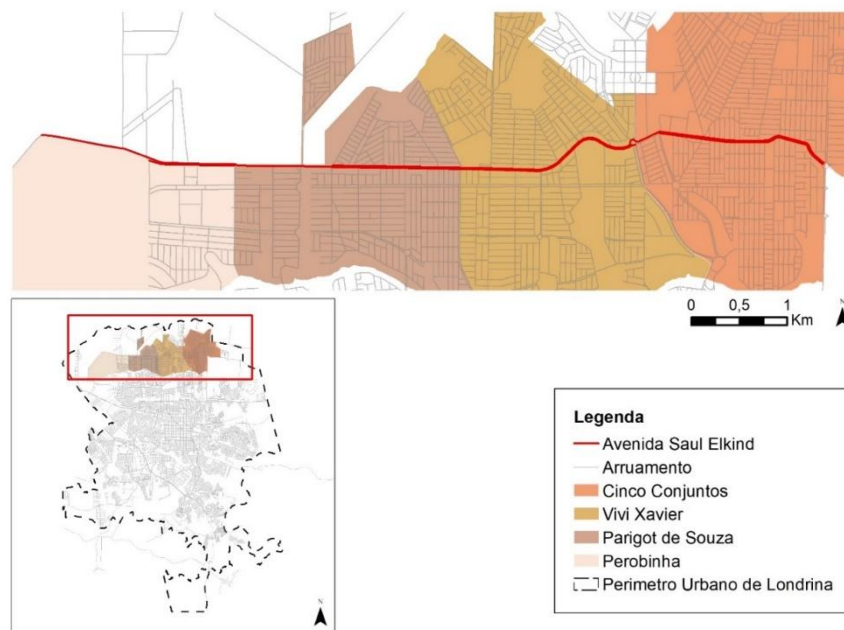 0 0,5 1
Km
N
N
Legenda
Avenida Saul Elkind
Arruamento
Cinco Conjuntos
Vivi Xavier
Parigot de Souza
Perobinha
Perimetro Urbano de Londrina